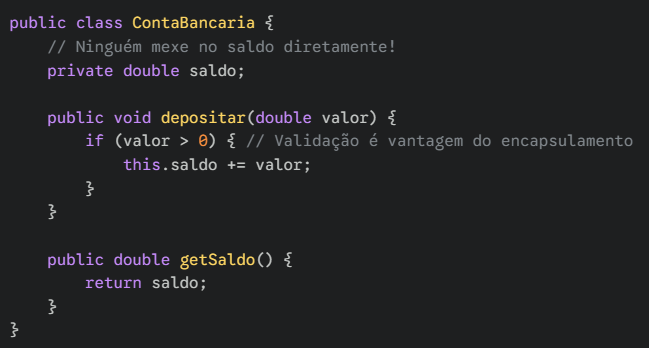 public class ContaBancaria {
    // Ninguém mexe no saldo diretamente!
    private double saldo;

    public void depositar(double valor) {
        if (valor > 0) { // Validação é vantagem do encapsulamento
            this.saldo += valor;
        }
    }

    public double getSaldo() {
        return saldo;
    }
}